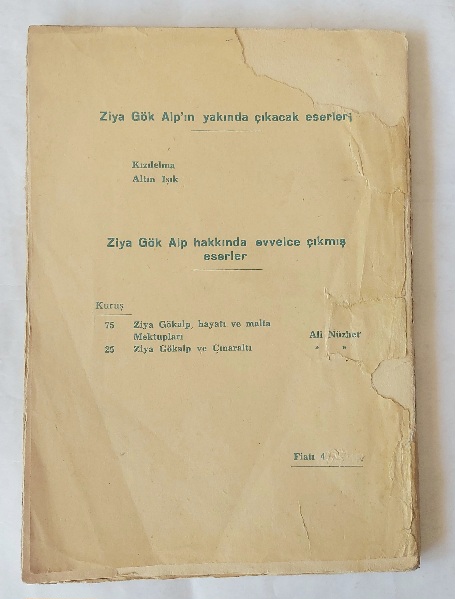 Ziya Gök Alp'ın yakında çıkacak eserleri
Kızılelma
Altın Işık
Ziya Gök Alp hakkında evvelce çıkmış
eserler
Kuruş
75 Ziya Gökalp, hayatı ve malta
Mektupları Ali Nüzhet
25 Ziya Gökalp ve Çınaraltı " "
Fiatı